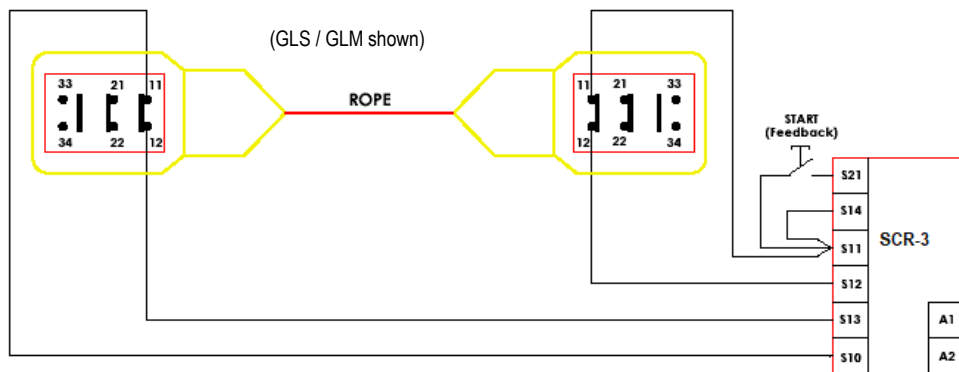 (GLS / GLM shown)
33 21 11
34 22 12
ROPE
11 21 33
12 22 34
START
(Feedback)
S21
S14
S11
S12
S13
S10
SCR-3
A1
A2